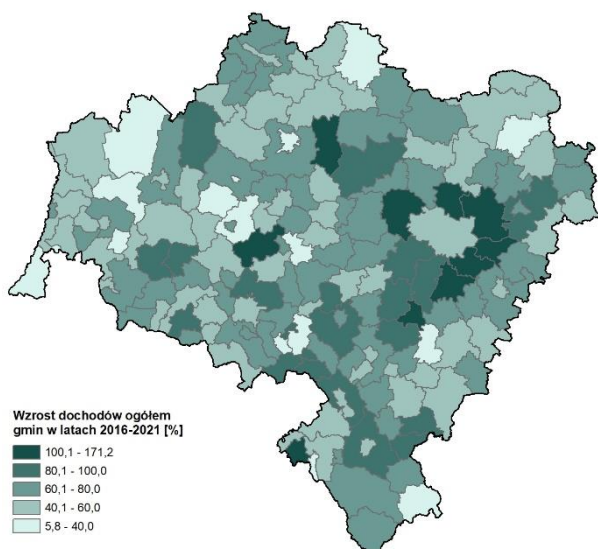 Wzrost dochodów ogółem
gmin w latach 2016-2021 [%]
100,1 - 171,2
80,1 - 100,0
60,1 - 80,0
40,1 - 60,0
5,8 - 40,0